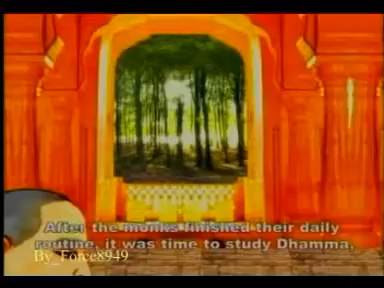 After the monks finished their daily
routine, it was time to study Dhamma,
By_Force8949